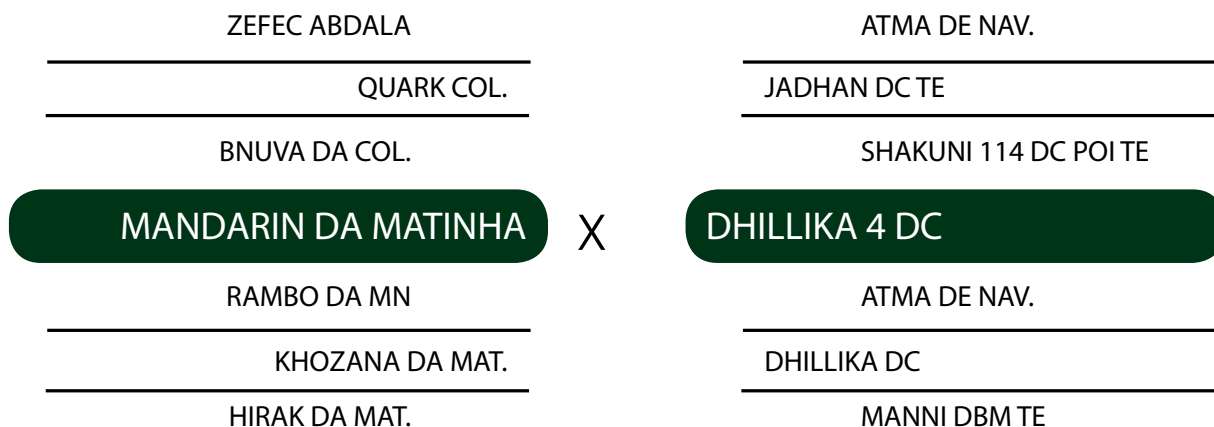 ZEFEC ABDALA
QUARK COL.
BNUVA DA COL.
MANDARIN DA MATINHA
RAMBO DA MN
KHOZANA DA MAT.
HIRAK DA MAT.
X
ATMA DE NAV.
JADHAN DC TE
SHAKUNI 114 DC POI TE
DHILLIKA 4 DC
ATMA DE NAV.
DHILLIKA DC
MANNI DBM TE